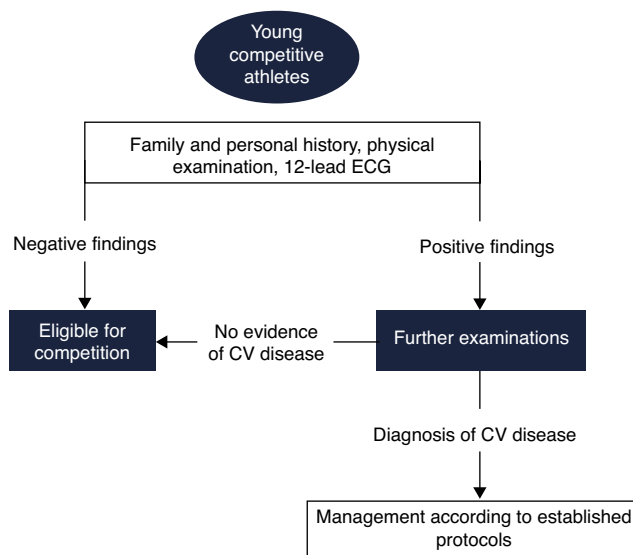 Young
competitive
athletes
Family and personal history, physical
examination, 12-lead ECG
Negative findings
Positive findings
Eligible for
competition
No evidence
of CV disease
Further examinations
Diagnosis of CV disease
Management according to established
protocols